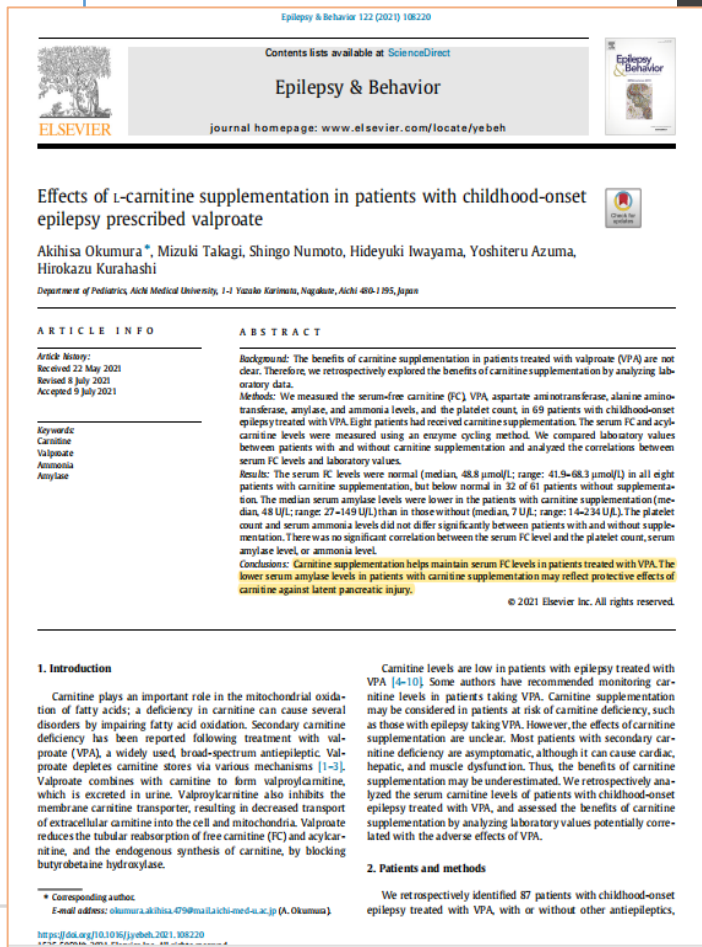 Epilepsy & Behavior 122 (2021) 108220
Contents lists available at ScienceDirect
Epilepsy & Behavior
journal homepage: www.elsevier.com/locate/yebeh
ELSEVIER
Epilepsy
& Behavior
Effects of L-carnitine supplementation in patients with childhood-onset
epilepsy prescribed valproate
Check for
updates
Akihisa Okumura *, Mizuki Takagi, Shingo Numoto, Hideyuki Iwayama, Yoshiteru Azuma,
Hirokazu Kurahashi
Department of Pediatrics, Aichi Medical University, 1-1 Yazako Karimata, Nagakute, Aichi 480-1195, Japan
ARTICLE INFO
Article history:
Received 22 May 2021
Revised 8 July 2021
Accepted 9 July 2021
Keywords:
Carnitine
Valproate
Ammonia
Amylase
ABSTRACT
Background: The benefits of carnitine supplementation in patients treated with valproate (VPA) are not
clear. Therefore, we retrospectively explored the benefits of carnitine supplementation by analyzing lab-
oratory data.
Methods: We measured the serum-free carnitine (FC), VPA, aspartate aminotransferase, alanine amino-
transferase, amylase, and ammonia levels, and the platelet count, in 69 patients with childhood-onset
epilepsy treated with VPA. Eight patients had received carnitine supplementation. The serum FC and acyl-
carnitine levels were measured using an enzyme cycling method. We compared laboratory values
between patients with and without carnitine supplementation and analyzed the correlations between
serum FC levels and laboratory values.
Results: The serum FC levels were normal (median, 48.8 μmol/L; range: 41.9–68.3 μmol/L) in all eight
patients with carnitine supplementation, but below normal in 32 of 61 patients without supplementa-
tion. The median serum amylase levels were lower in the patients with carnitine supplementation (me-
dian, 48 U/L; range: 27–149 U/L) than in those without (median, 7 U/L; range: 14–234 U/L). The platelet
count and serum ammonia levels did not differ significantly between patients with and without supple-
mentation. There was no significant correlation between the serum FC level and the platelet count, serum
amylase level, or ammonia level.
Conclusions: Carnitine supplementation helps maintain serum FC levels in patients treated with VPA. The
lower serum amylase levels in patients with carnitine supplementation may reflect protective effects of
carnitine against latent pancreatic injury.
© 2021 Elsevier Inc. All rights reserved.
1. Introduction
Carnitine plays an important role in the mitochondrial oxida-
tion of fatty acids; a deficiency in carnitine can cause several
disorders by impairing fatty acid oxidation. Secondary carnitine
deficiency has been reported following treatment with val-
proate (VPA), a widely used, broad-spectrum antiepileptic. Val-
proate depletes carnitine stores via various mechanisms [1–3].
Valproate combines with carnitine to form valproylcarnitine,
which is excreted in urine. Valproylcarnitine also inhibits the
membrane carnitine transporter, resulting in decreased transport
of extracellular carnitine into the cell and mitochondria. Valproate
reduces the tubular reabsorption of free carnitine (FC) and acylcar-
nitine, and the endogenous synthesis of carnitine, by blocking
butyrobetaine hydroxylase.
* Corresponding author.
E-mail address: okumura.akihisa.479@mail.aichi-med-u.ac.jp (A. Okumura).
Carnitine levels are low in patients with epilepsy treated with
VPA [4–10]. Some authors have recommended monitoring car-
nitine levels in patients taking VPA. Carnitine supplementation
may be considered in patients at risk of carnitine deficiency, such
as those with epilepsy taking VPA. However, the effects of carnitine
supplementation are unclear. Most patients with secondary car-
nitine deficiency are asymptomatic, although it can cause cardiac,
hepatic, and muscle dysfunction. Thus, the benefits of carnitine
supplementation may be underestimated. We retrospectively ana-
lyzed the serum carnitine levels of patients with childhood-onset
epilepsy treated with VPA, and assessed the benefits of carnitine
supplementation by analyzing laboratory values potentially corre-
lated with the adverse effects of VPA.
2. Patients and methods
We retrospectively identified 87 patients with childhood-onset
epilepsy treated with VPA, with or without other antiepileptics,
https://doi.org/10.1016/j.yebeh.2021.108220